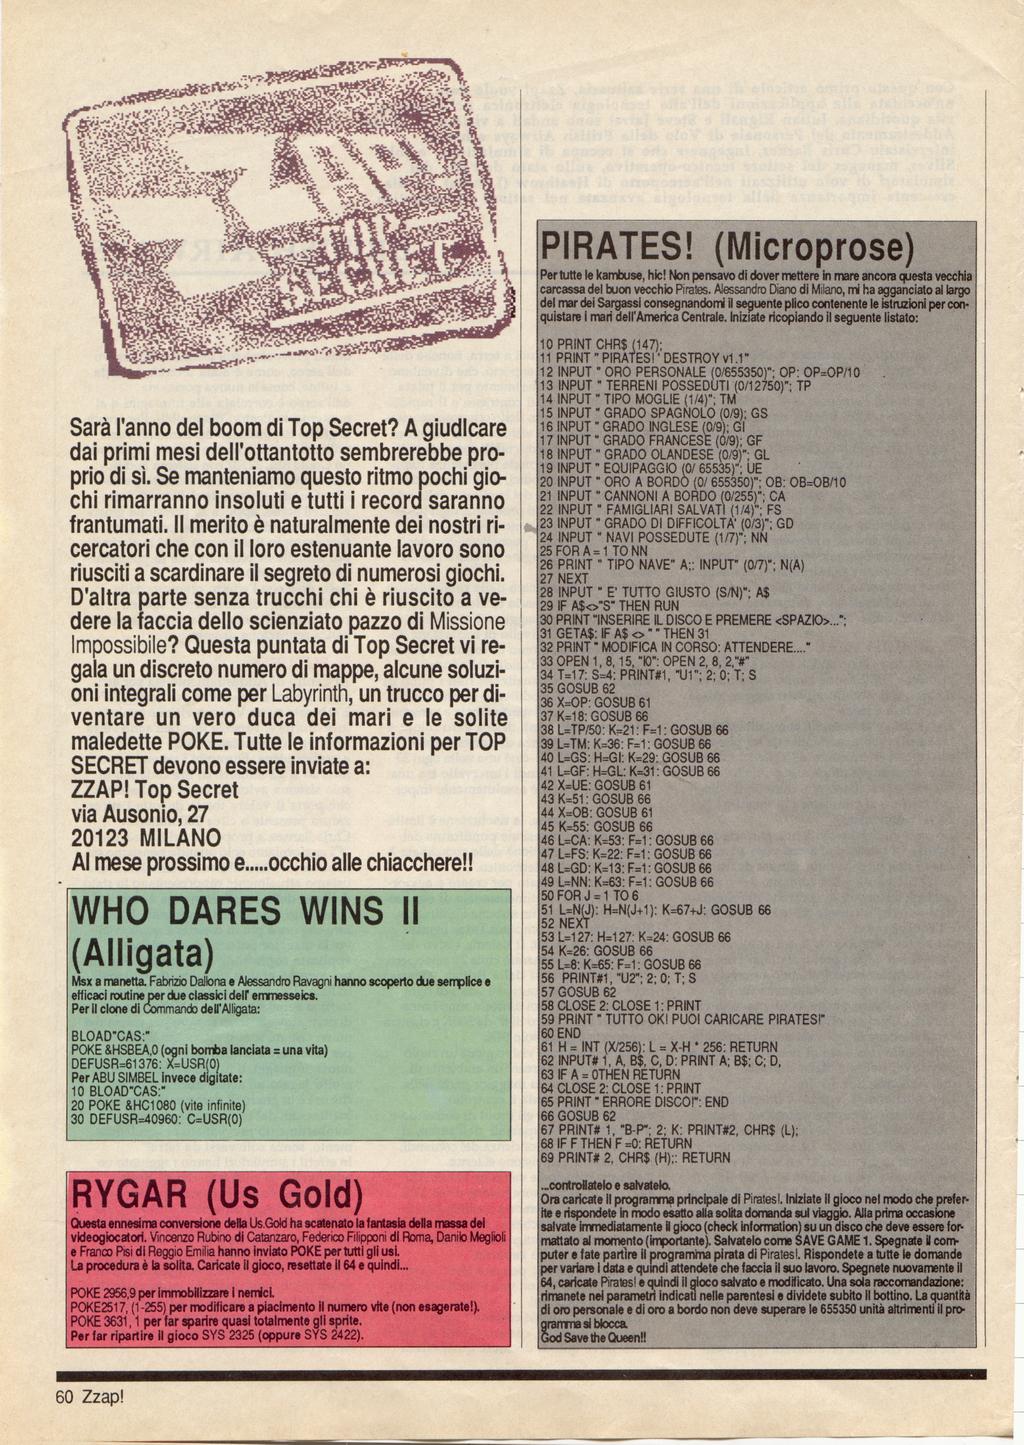 ZZAP!
TOP
SECRET
Sarà l'anno del boom di Top Secret? A giudicare
dai primi mesi dell'ottantotto sembrerebbe pro-
prio di sì. Se manteniamo questo ritmo pochi gio-
chi rimarranno insoluti e tutti i record saranno
frantumati. Il merito è naturalmente dei nostri ri-
cercatori che con il loro estenuante lavoro sono
riusciti a scardinare il segreto di numerosi giochi.
D'altra parte senza trucchi chi è riuscito a ve-
dere la faccia dello scienziato pazzo di Missione
Impossibile? Questa puntata di Top Secret vi re-
gala un discreto numero di mappe, alcune soluzi-
oni integrali come per Labyrinth, un trucco per di-
ventare un vero duca dei mari e le solite
maledette POKE. Tutte le informazioni per TOP
SECRET devono essere inviate a:
ZZAP! Top Secret
via Ausonio, 27
20123 MILANO
Al mese prossimo e.....occhio alle chiacchere!!
WHO DARES WINS II
(Alligata)
Msx a manetta. Fabrizio Dallona e Alessandro Ravagni hanno scoperto due semplice e
efficaci routine per due classici dell' emmesseics.
Per il clone di Commando dell'Alligata:
BLOAD"CAS:"
POKE &HSBEA,0 (ogni bomba lanciata = una vita)
DEFUSR=61376: X=USR(0)
Per ABU SIMBEL invece digitate:
10 BLOAD"CAS:"
20 POKE &HC1080 (vite infinite)
30 DEFUSR=40960: C=USR(0)
RYGAR (Us Gold)
Questa ennesima conversione della Us.Gold ha scatenato la fantasia della massa dei
videogiocatori. Vincenzo Rubino di Catanzaro, Federico Filipponi di Roma, Danilo Meglioli
e Franco Pisi di Reggio Emilia hanno inviato POKE per tutti gli usi.
La procedura è la solita. Caricate il gioco, resettate il 64 e quindi...
POKE 2956,9 per immobilizzare i nemici.
POKE2517, (1-255) per modificare a piacimento il numero vite (non esagerate!).
POKE 3631, 1 per far sparire quasi totalmente gli sprite.
Per far ripartire il gioco SYS 2325 (oppure SYS 2422).
PIRATES! (Microprose)
Per tutte le kambuse, hic! Non pensavo di dover mettere in mare ancora questa vecchia
carcassa del buon vecchio Pirates. Alessandro Diano di Milano, mi ha agganciato al largo
del mar dei Sargassi consegnandomi il seguente plico contenente le istruzioni per con-
quistare i mari dell'America Centrale. Iniziate ricopiando il seguente listato:
10 PRINT CHR$ (147);
11 PRINT " PIRATES! ' DESTROY v1.1"
12 INPUT " ORO PERSONALE (0/655350)"; OP: OP=OP/10
13 INPUT " TERRENI POSSEDUTI (0/12750)"; TP
14 INPUT " TIPO MOGLIE (1/4)"; TM
15 INPUT " GRADO SPAGNOLO (0/9); GS
16 INPUT " GRADO INGLESE (0/9); GI
17 INPUT " GRADO FRANCESE (0/9); GF
18 INPUT " GRADO OLANDESE (0/9)"; GL
19 INPUT " EQUIPAGGIO (0/ 65535)"; UE
20 INPUT " ORO A BORDO (0/ 655350)"; OB: OB=OB/10
21 INPUT " CANNONI A BORDO (0/255)"; CA
22 INPUT " FAMIGLIARI SALVATI (1/4)"; FS
23 INPUT " GRADO DI DIFFICOLTA' (0/3)"; GD
24 INPUT " NAVI POSSEDUTE (1/7)"; NN
25 FOR A = 1 TO NN
26 PRINT " TIPO NAVE" A;: INPUT" (0/7)"; N(A)
27 NEXT
28 INPUT " E' TUTTO GIUSTO (S/N)"; A$
29 IF A$<>"S" THEN RUN
30 PRINT "INSERIRE IL DISCO E PREMERE <SPAZIO>...";
31 GETA$: IF A$ <> " " THEN 31
32 PRINT " MODIFICA IN CORSO: ATTENDERE...."
33 OPEN 1, 8, 15, "I0": OPEN 2, 8, 2,"#"
34 T=17: S=4: PRINT#1, "U1"; 2; 0; T; S
35 GOSUB 62
36 X=OP: GOSUB 61
37 K=18: GOSUB 66
38 L=TP/50: K=21: F=1: GOSUB 66
39 L=TM: K=36: F=1: GOSUB 66
40 L=GS: H=GI: K=29: GOSUB 66
41 L=GF: H=GL: K=31: GOSUB 66
42 X=UE: GOSUB 61
43 K=51: GOSUB 66
44 X=OB: GOSUB 61
45 K=55: GOSUB 66
46 L=CA: K=53: F=1: GOSUB 66
47 L=FS: K=22: F=1: GOSUB 66
48 L=GD: K=13: F=1: GOSUB 66
49 L=NN: K=63: F=1: GOSUB 66
50 FOR J = 1 TO 6
51 L=N(J): H=N(J+1): K=67+J: GOSUB 66
52 NEXT
53 L=127: H=127: K=24: GOSUB 66
54 K=26: GOSUB 66
55 L=8: K=65: F=1: GOSUB 66
56 PRINT#1, "U2"; 2; 0; T; S
57 GOSUB 62
58 CLOSE 2: CLOSE 1: PRINT
59 PRINT " TUTTO OK! PUOI CARICARE PIRATES!"
60 END
61 H = INT (X/256): L = X-H * 256: RETURN
62 INPUT# 1, A, B$, C, D: PRINT A; B$; C; D,
63 IF A = 0THEN RETURN
64 CLOSE 2: CLOSE 1: PRINT
65 PRINT " ERRORE DISCO!": END
66 GOSUB 62
67 PRINT# 1, "B-P"; 2; K: PRINT#2, CHR$ (L);
68 IF F THEN F =0: RETURN
69 PRINT# 2, CHR$ (H);: RETURN
...controllatelo e salvatelo.
Ora caricate il programma principale di Pirates!. Iniziate il gioco nel modo che prefer-
ite e rispondete in modo esatto alla solita domanda sul viaggio. Alla prima occasione
salvate immediatamente il gioco (check information) su un disco che deve essere for-
mattato al momento (importante). Salvatelo come SAVE GAME 1. Spegnate il com-
puter e fate partire il programma pirata di Pirates!. Rispondete a tutte le domande
per variare i data e quindi attendete che faccia il suo lavoro. Spegnete nuovamente il
64, caricate Pirates! e quindi il gioco salvato e modificato. Una sola raccomandazione:
rimanete nei parametri indicati nelle parentesi e dividete subito il bottino. La quantità
di oro personale e di oro a bordo non deve superare le 655350 unità altrimenti il pro-
gramma si blocca.
God Save the Queen!!
60 Zzap!